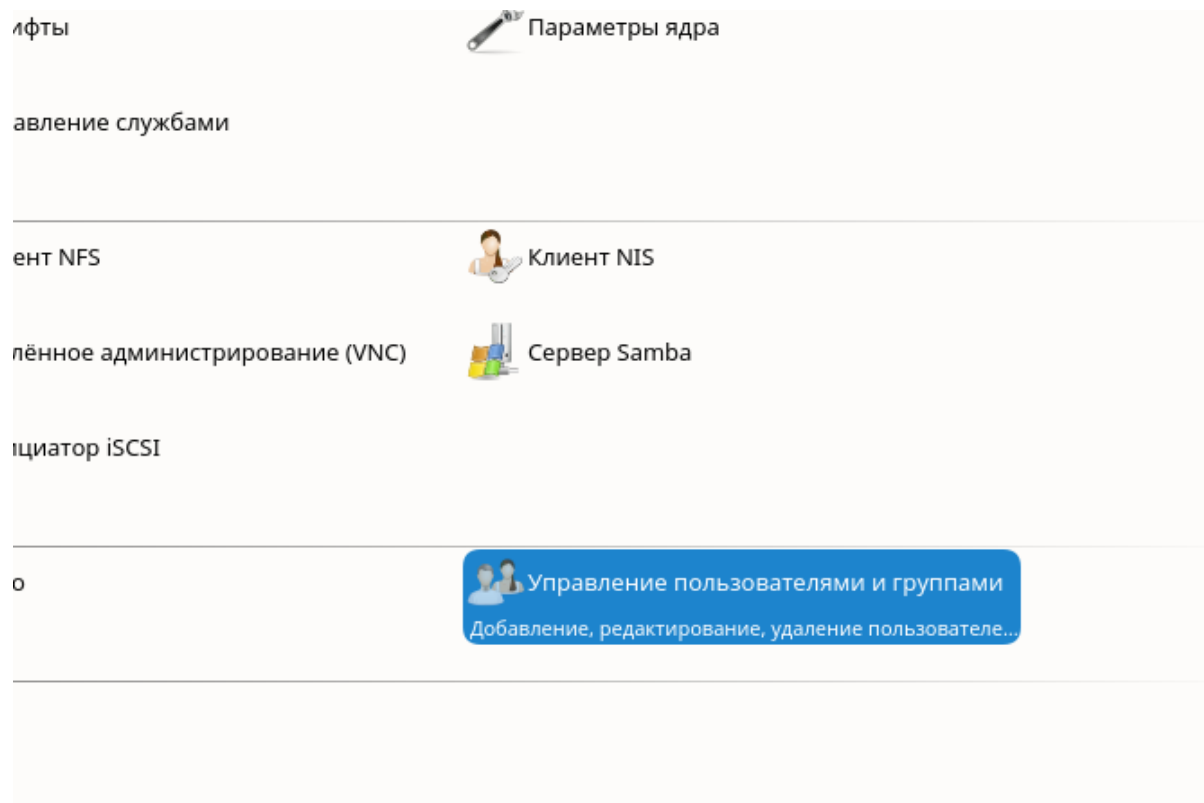 ифты
Параметры ядра
авление службами
ент NFS
Клиент NIS
лённое администрирование (VNC)
Сервер Samba
циатор iSCSI
о
Управление пользователями и группами
Добавление, редактирование, удаление пользователе...